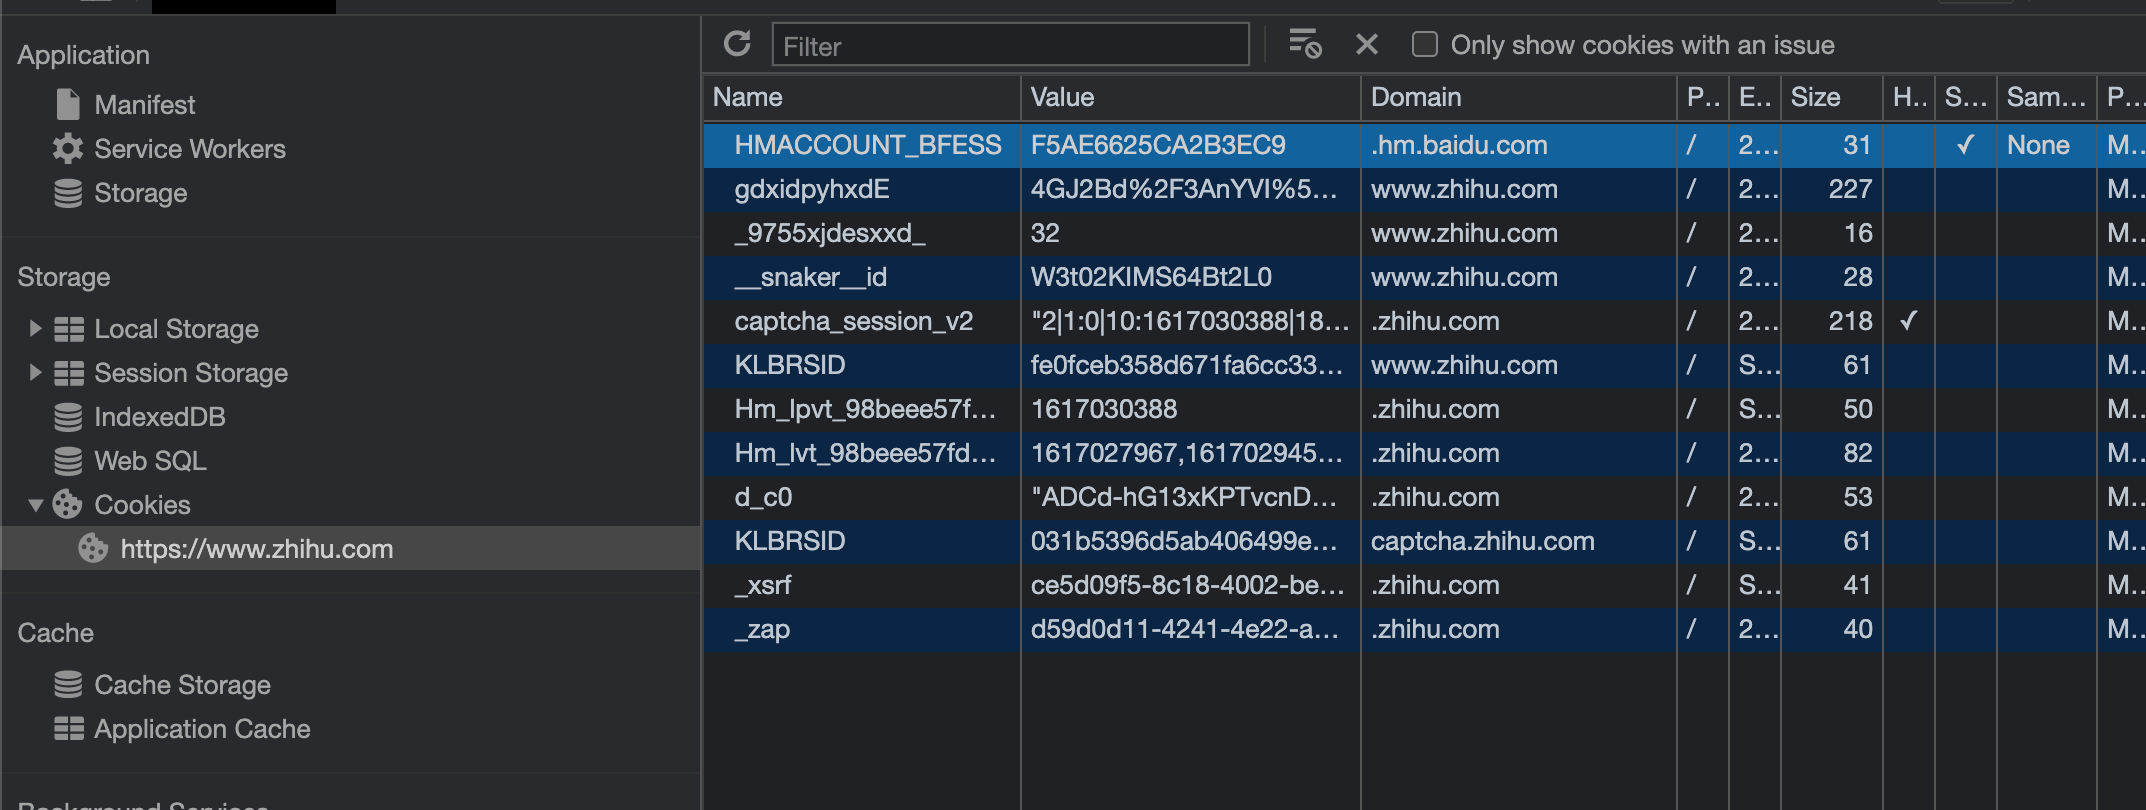 Application
Manifest
Service Workers
Storage
Storage
Local Storage
Session Storage
IndexedDB
Web SQL
Cookies
https://www.zhihu.com
Cache
Cache Storage
Application Cache
Background Services
Filter
Only show cookies with an issue
Name Value Domain P.. E.. Size H.. S... Sam... P...
HMACCOUNT_BFESS F5AE6625CA2B3EC9 .hm.baidu.com / 2... 31 ✓ None M...
gdxidpyhxdE 4GJ2Bd%2F3AnYVI%5... www.zhihu.com / 2... 227 M...
_9755xjdesxxd_ 32 www.zhihu.com / 2... 16 M...
__snaker__id W3t02KIMS64Bt2L0 www.zhihu.com / 2... 28 M...
captcha_session_v2 "2|1:0|10:1617030388|18... .zhihu.com / 2... 218 ✓ M...
KLBRSID fe0fceb358d671fa6cc33... www.zhihu.com / S... 61 M...
Hm_lpvt_98beee57f... 1617030388 .zhihu.com / S... 50 M...
Hm_lvt_98beee57fd... 1617027967,161702945... .zhihu.com / 2... 82 M...
d_c0 "ADCd-hG13xKPTvcnD... .zhihu.com / 2... 53 M...
KLBRSID 031b5396d5ab406499e... captcha.zhihu.com / S... 61 M...
_xsrf ce5d09f5-8c18-4002-be... .zhihu.com / S... 41 M...
_zap d59d0d11-4241-4e22-a... .zhihu.com / 2... 40 M...